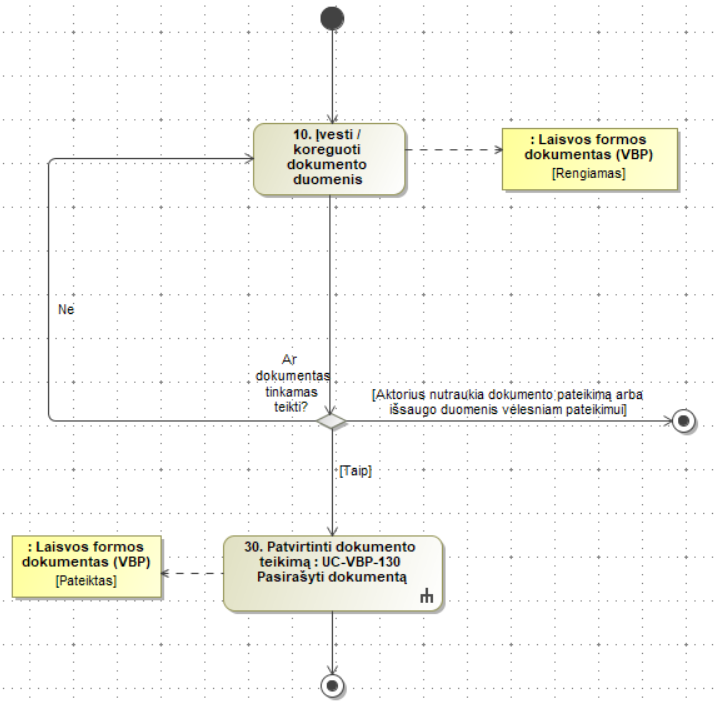 10. Įvesti /
koreguoti
dokumento
duomenis
: Laisvos formos
dokumentas (VBP)
[Rengiamas]
Ne
Ar
dokumentas
tinkamas
teikti?
[Aktorius nutraukia dokumento pateikimą arba
išsaugo duomenis vėlesniam pateikimui]
[Taip]
: Laisvos formos
dokumentas (VBP)
[Pateiktas]
30. Patvirtinti dokumento
teikimą : UC-VBP-130
Pasirašyti dokumentą